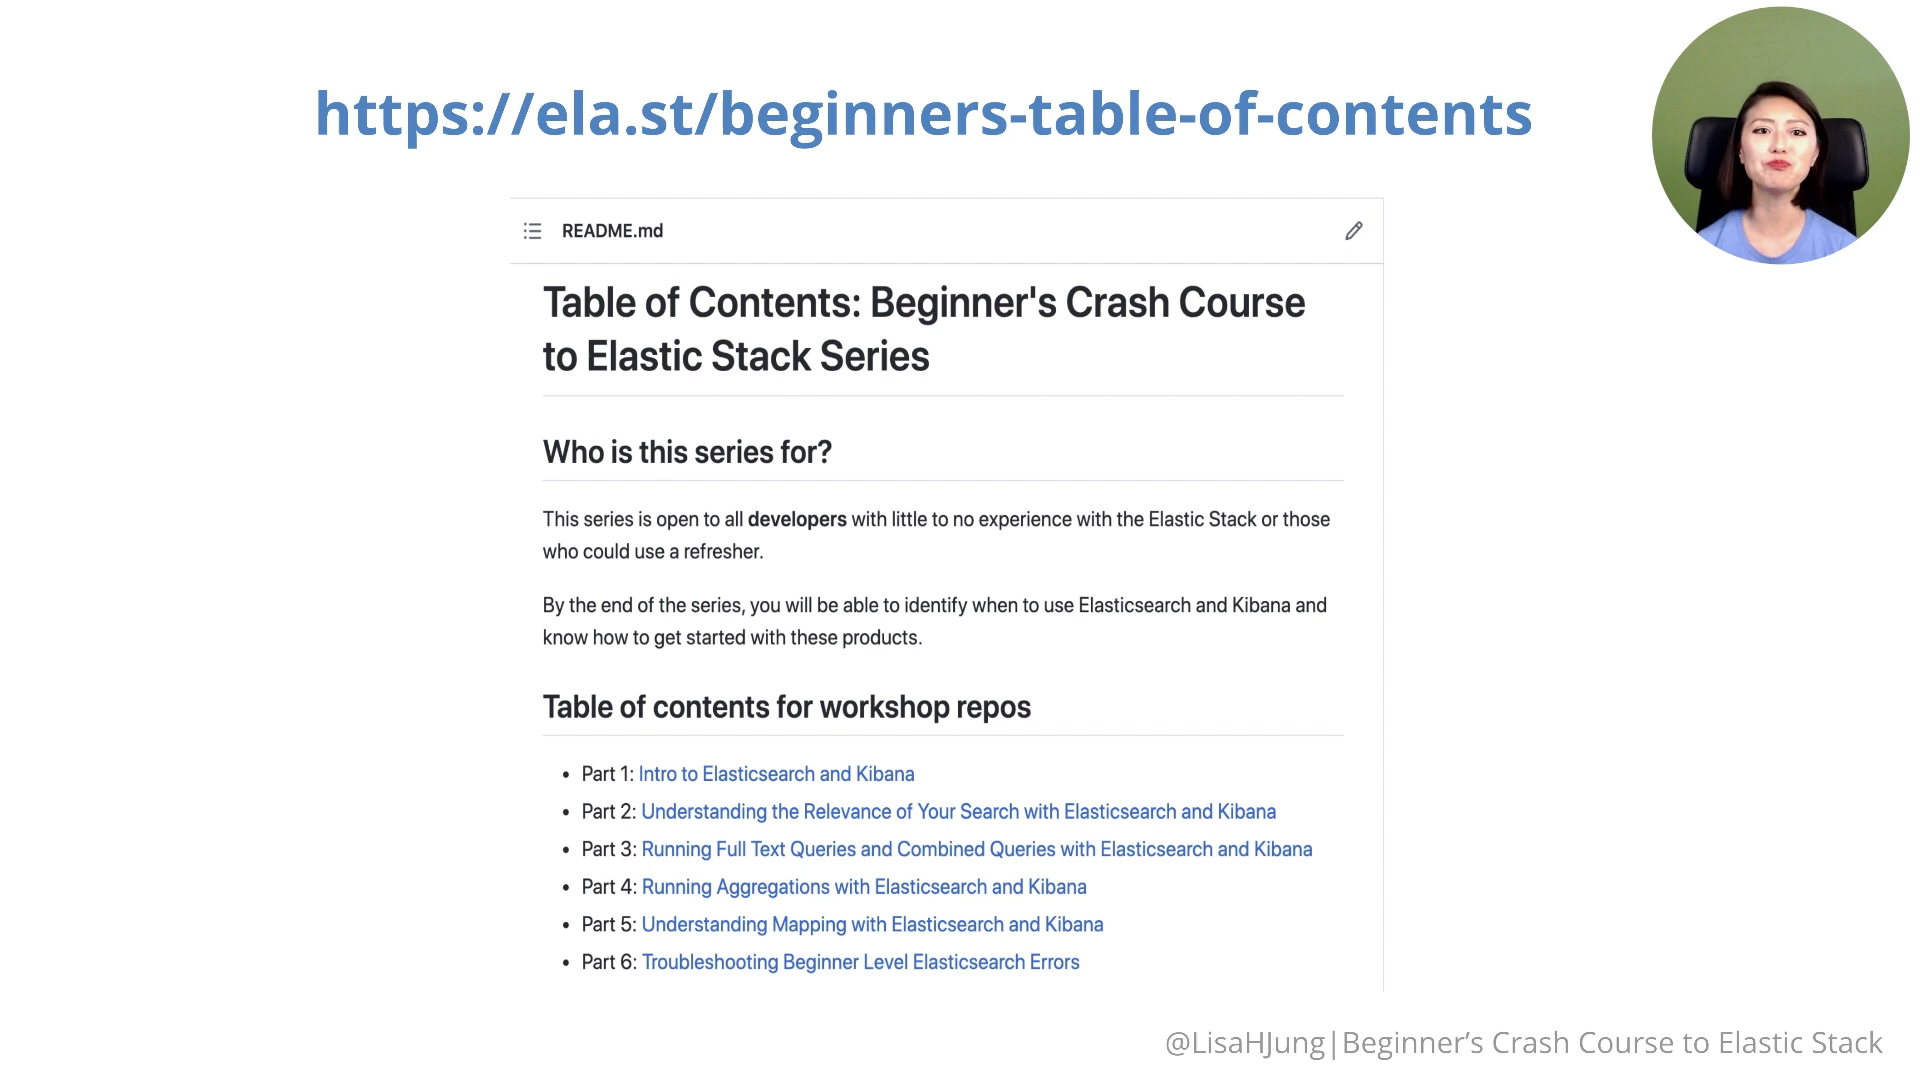 https://ela.st/beginners-table-of-contents
README.md
Table of Contents: Beginner's Crash Course
to Elastic Stack Series
Who is this series for?
This series is open to all developers with little to no experience with the Elastic Stack or those
who could use a refresher.
By the end of the series, you will be able to identify when to use Elasticsearch and Kibana and
know how to get started with these products.
Table of contents for workshop repos
• Part 1: Intro to Elasticsearch and Kibana
• Part 2: Understanding the Relevance of Your Search with Elasticsearch and Kibana
• Part 3: Running Full Text Queries and Combined Queries with Elasticsearch and Kibana
• Part 4: Running Aggregations with Elasticsearch and Kibana
• Part 5: Understanding Mapping with Elasticsearch and Kibana
• Part 6: Troubleshooting Beginner Level Elasticsearch Errors
@LisaHJung|Beginner’s Crash Course to Elastic Stack